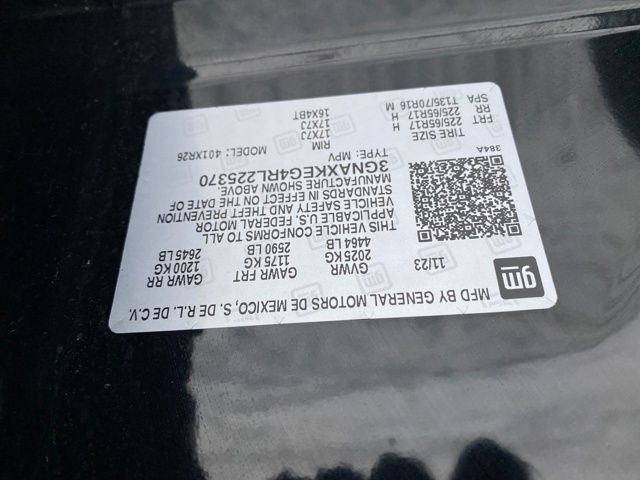 gm
MFD BY GENERAL MOTORS DE MEXICO, S. DE R.L. DE C.V.
11/23 GVWR GAWR FRT GAWR RR
2025 KG 1175 KG 1200 KG
4464 LB 2590 LB 2645 LB
THIS VEHICLE CONFORMS TO ALL
APPLICABLE U.S. FEDERAL MOTOR
VEHICLE SAFETY AND THEFT PREVENTION
STANDARDS IN EFFECT ON THE DATE OF
MANUFACTURE SHOWN ABOVE.
3GNAXKEG4RL225370
TYPE: MPV MODEL: 401XR26
384A
TIRE SIZE RIM
FRT 225/65R17 H 17X7J
RR 225/65R17 H 17X7J
SPA T135/70R16 M 16X4BT